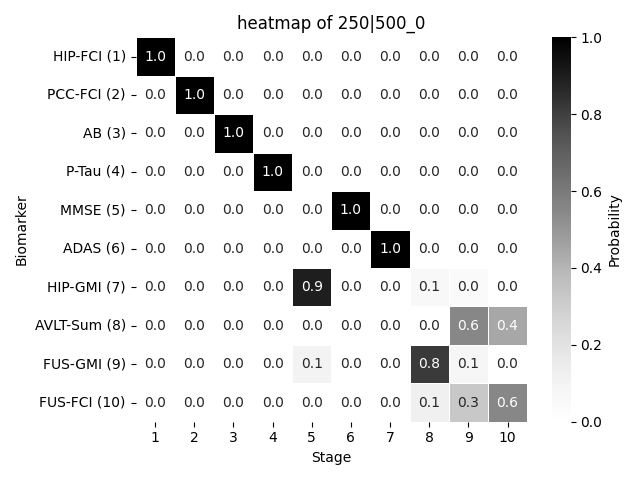 heatmap of 250|500_0
HIP-FCI (1) 1.0 0.0 0.0 0.0 0.0 0.0 0.0 0.0 0.0 0.0
PCC-FCI (2) 0.0 1.0 0.0 0.0 0.0 0.0 0.0 0.0 0.0 0.0
AB (3) 0.0 0.0 1.0 0.0 0.0 0.0 0.0 0.0 0.0 0.0
P-Tau (4) 0.0 0.0 0.0 1.0 0.0 0.0 0.0 0.0 0.0 0.0
MMSE (5) 0.0 0.0 0.0 0.0 0.0 1.0 0.0 0.0 0.0 0.0
ADAS (6) 0.0 0.0 0.0 0.0 0.0 0.0 1.0 0.0 0.0 0.0
HIP-GMI (7) 0.0 0.0 0.0 0.0 0.9 0.0 0.0 0.1 0.0 0.0
AVLT-Sum (8) 0.0 0.0 0.0 0.0 0.0 0.0 0.0 0.0 0.6 0.4
FUS-GMI (9) 0.0 0.0 0.0 0.0 0.1 0.0 0.0 0.8 0.1 0.0
FUS-FCI (10) 0.0 0.0 0.0 0.0 0.0 0.0 0.0 0.1 0.3 0.6
1 2 3 4 5 6 7 8 9 10
Stage
Biomarker
1.0
0.8
0.6
0.4
0.2
0.0
Probability